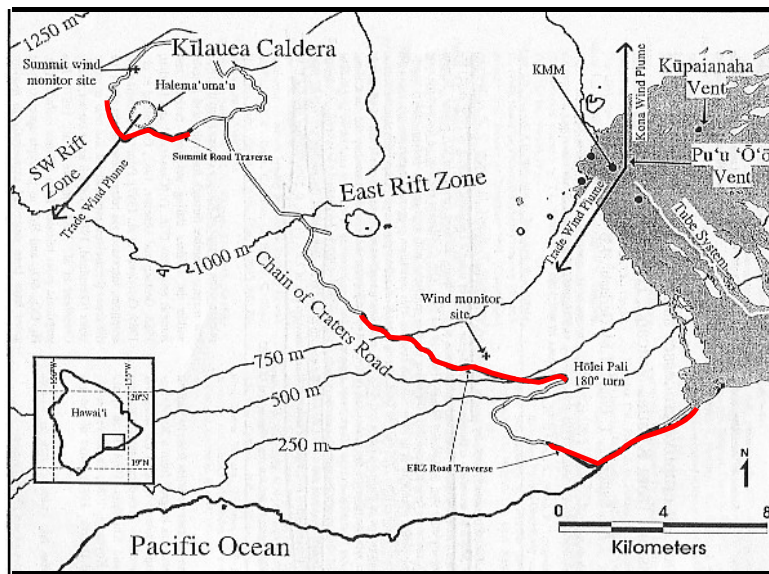 1250 m
Kīlauea Caldera
Summit wind
monitor site
Halema'uma'u
SW Rift
Zone
Trade Wind Plume
Summit Road Traverse
East Rift Zone
1000 m
Chain of Craters Road
KMM
Kona Wind Plume
Kūpaianaha
Vent
Pu'u 'Ō'ō
Vent
Trade Wind Plume
Tube System
Wind monitor
site
750 m
500 m
250 m
Hōlei Pali
180° turn
ERZ Road Traverse
155°
20°N
Hawai'i
19°N
N
0 4 8
Kilometers
Pacific Ocean